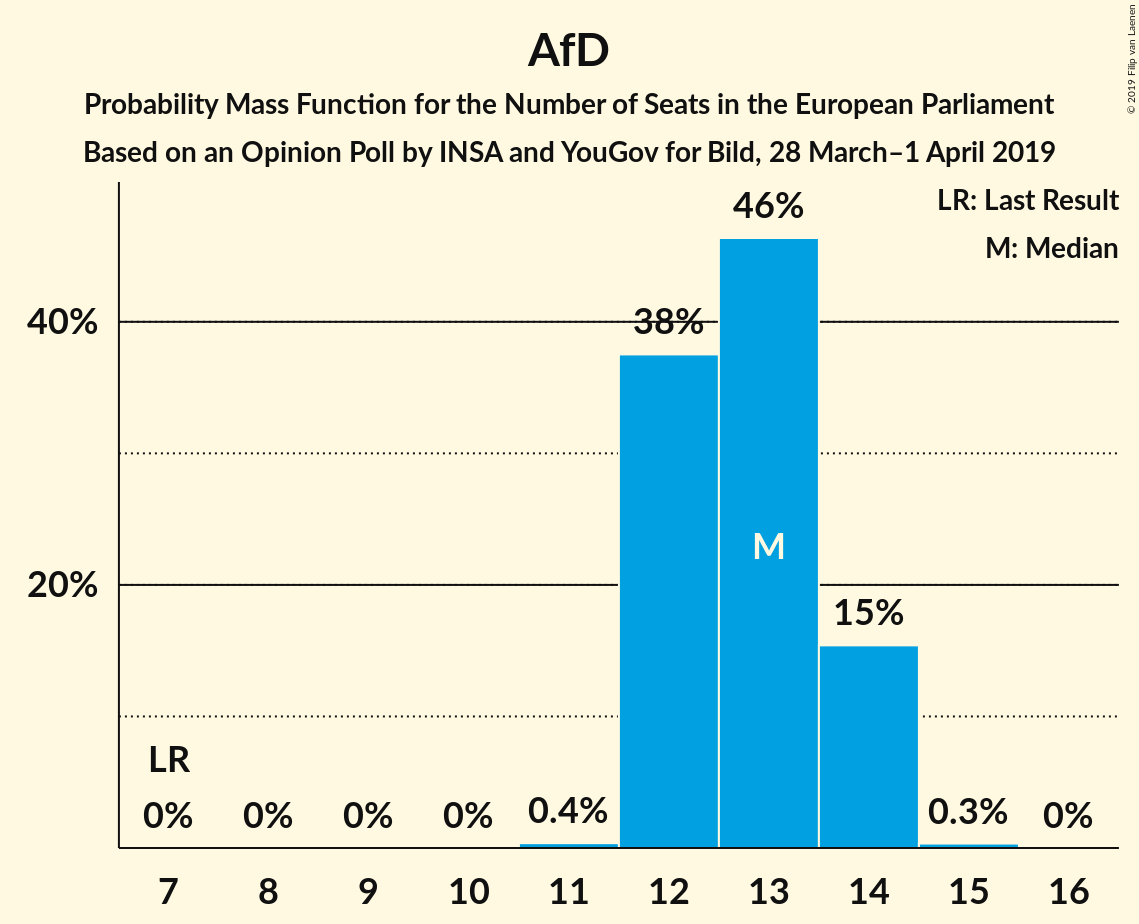 AfD
Probability Mass Function for the Number of Seats in the European Parliament
Based on an Opinion Poll by INSA and YouGov for Bild, 28 March–1 April 2019
© 2019 Filip van Laenen
LR: Last Result
M: Median
40%
20%
LR
0%
0%
0%
0%
0.4%
38%
46%
M
15%
0.3%
0%
7 8 9 10 11 12 13 14 15 16